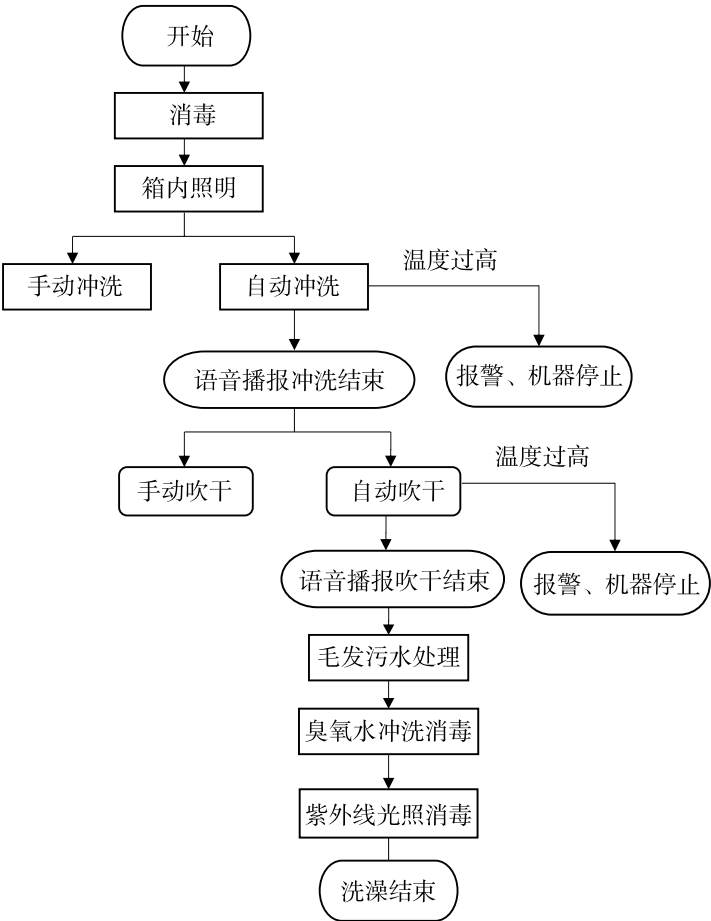 开始
消毒
箱内照明
手动冲洗
自动冲洗
温度过高
报警、机器停止
语音播报冲洗结束
手动吹干
自动吹干
温度过高
报警、机器停止
语音播报吹干结束
毛发污水处理
臭氧水冲洗消毒
紫外线光照消毒
洗澡结束